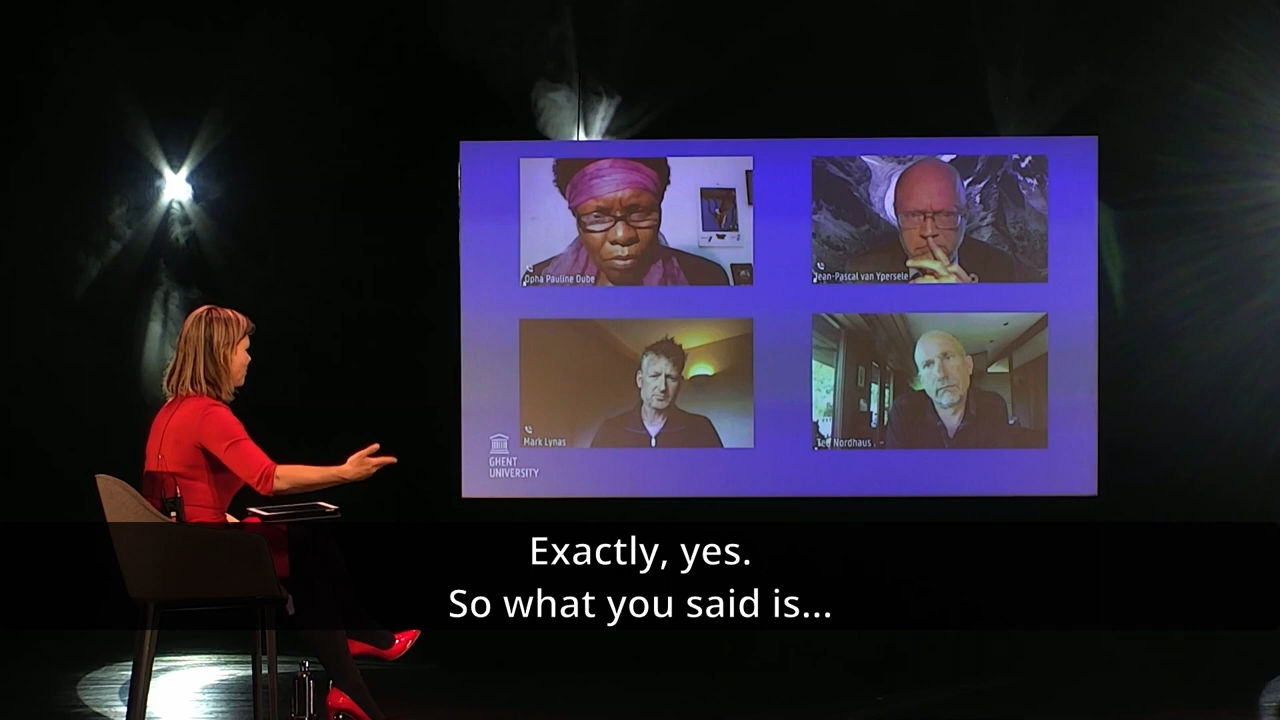 Opha Pauline Dube
Jean-Pascal van Ypersele
Mark Lynas
Ted Nordhaus
GHENT
UNIVERSITY
Exactly, yes.
So what you said is...